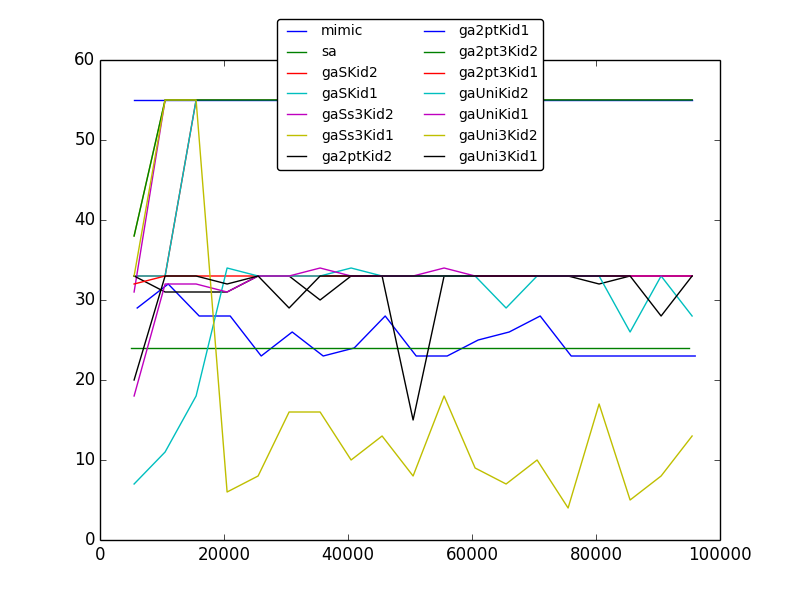 mimic ga2ptKid1
sa ga2pt3Kid2
gaSKid2 ga2pt3Kid1
gaSKid1 gaUniKid2
gaSs3Kid2 gaUniKid1
gaSs3Kid1 gaUni3Kid2
ga2ptKid2 gaUni3Kid1
60
50
40
30
20
10
0
0 20000 40000 60000 80000 100000